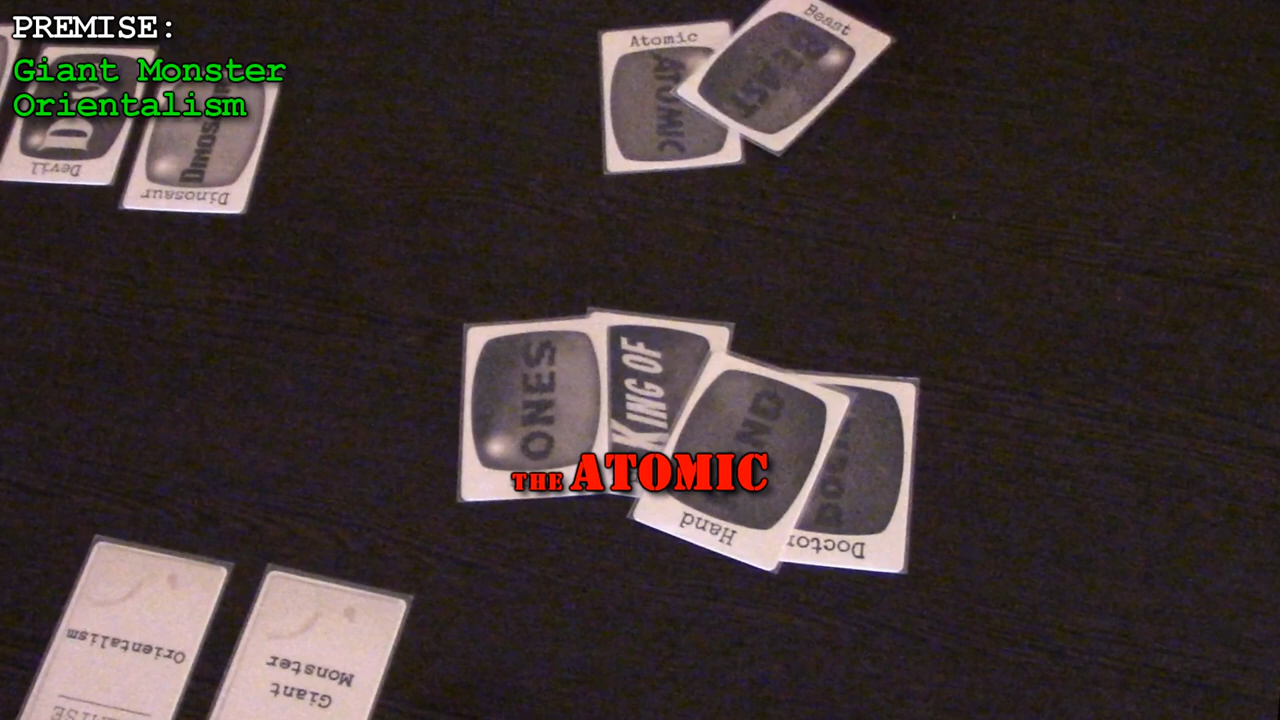 PREMISE:
Giant Monster
Orientalism
Devil
Dinosaur
Atomic
ATOMIC
Beast
BEAST
ONES
KING OF
Hand
Doctor
THE ATOMIC
Orientalism
Giant
Monster